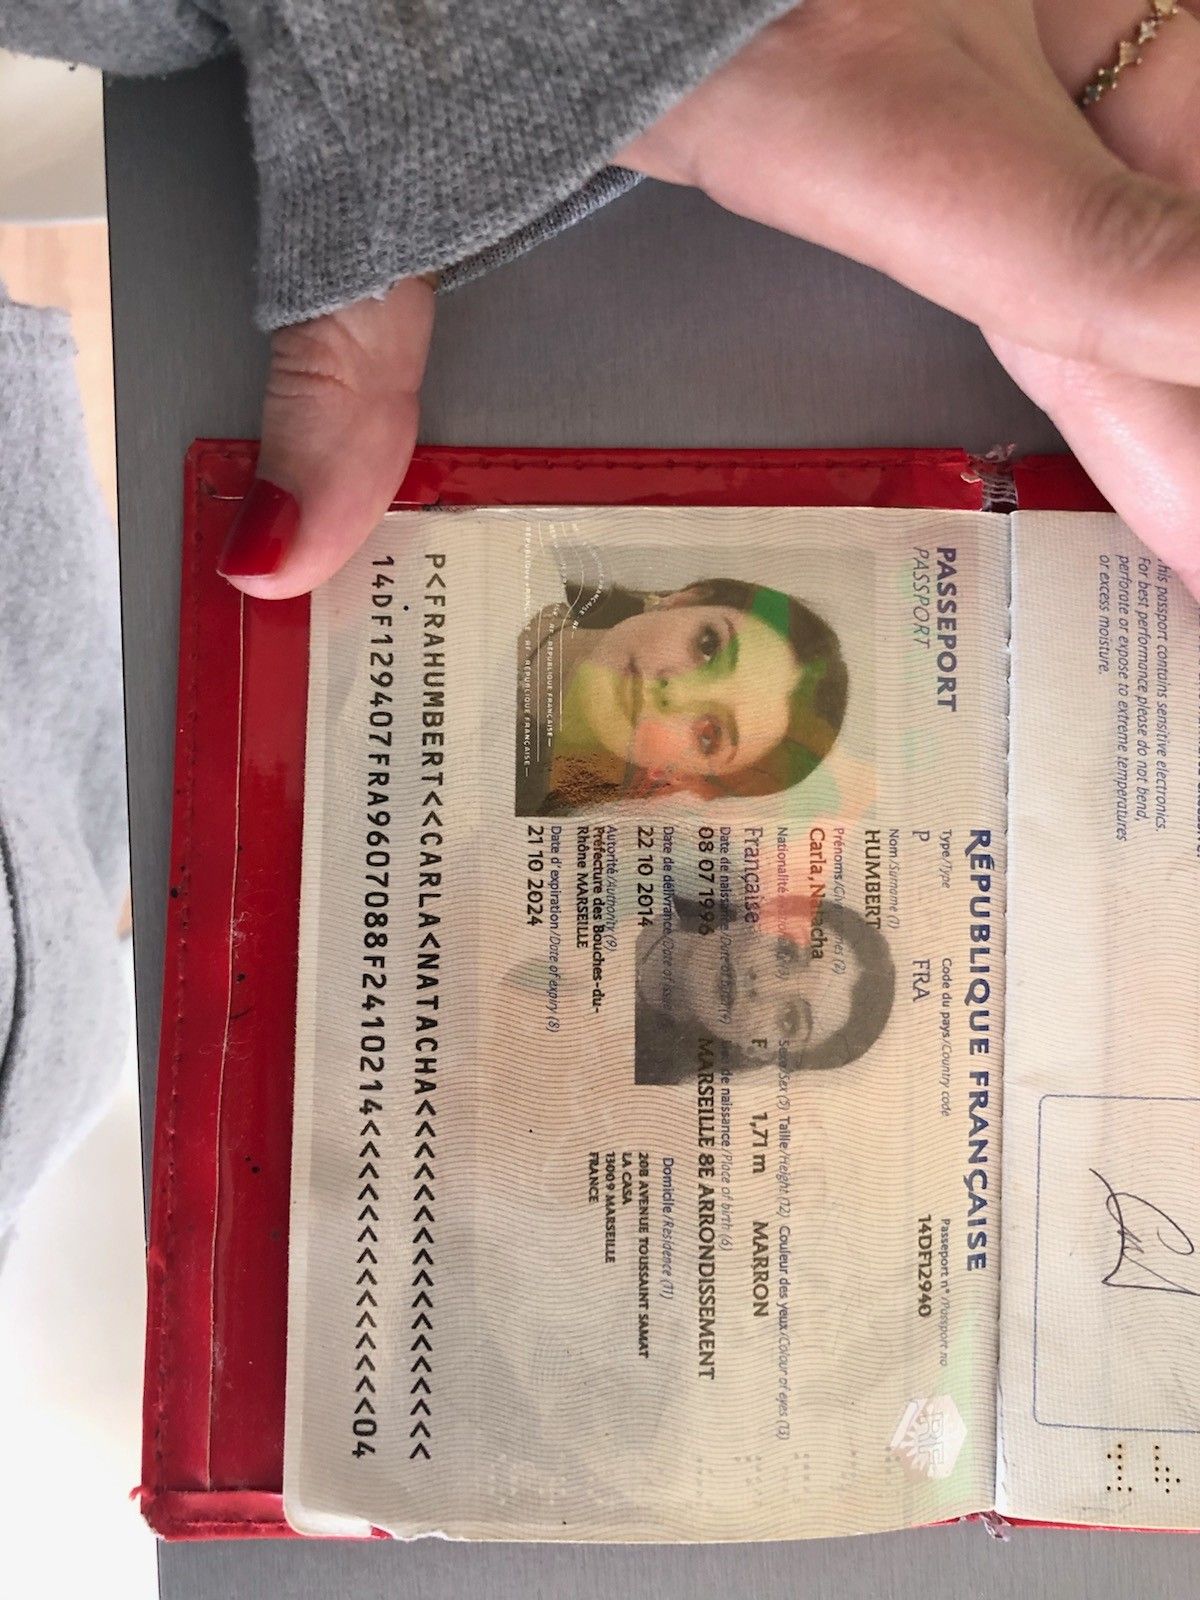 This passport contains sensitive electronics.
For best performance please do not bend,
perforate or expose to extreme temperatures
or excess moisture.
RÉPUBLIQUE FRANÇAISE
PASSEPORT
PASSPORT
Type/Type Code du pays/Country code Passeport n°/Passport no
P FRA 14DF12940
Nom/Surname (1)
HUMBERT
Prénoms/Given names (2)
Carla, Natacha
Nationalité Sexe/Sex (5) Taille/Height (12) Couleur des yeux/Colour of eyes (13)
Française F 1,71 m MARRON
Date de naissance/Date of birth (4) Lieu de naissance/Place of birth (6)
08 07 1996 MARSEILLE 8E ARRONDISSEMENT
Date de délivrance/Date of issue Domicile/Residence (11)
22 10 2014 208 AVENUE TOUSSAINT SAMAT
LA CASA
13009 MARSEILLE
FRANCE
Autorité/Authority (9)
Préfecture des Bouches-du-
Rhône MARSEILLE
Date d'expiration/Date of expiry (8)
21 10 2024
RÉPUBLIQUE FRANÇAISE
P<FRAHUMBERT<<CARLA<NATACHA<<<<<<<<<<<<<<<<<
14DF129407FRA9607088F2410214<<<<<<<<<<<<<<04